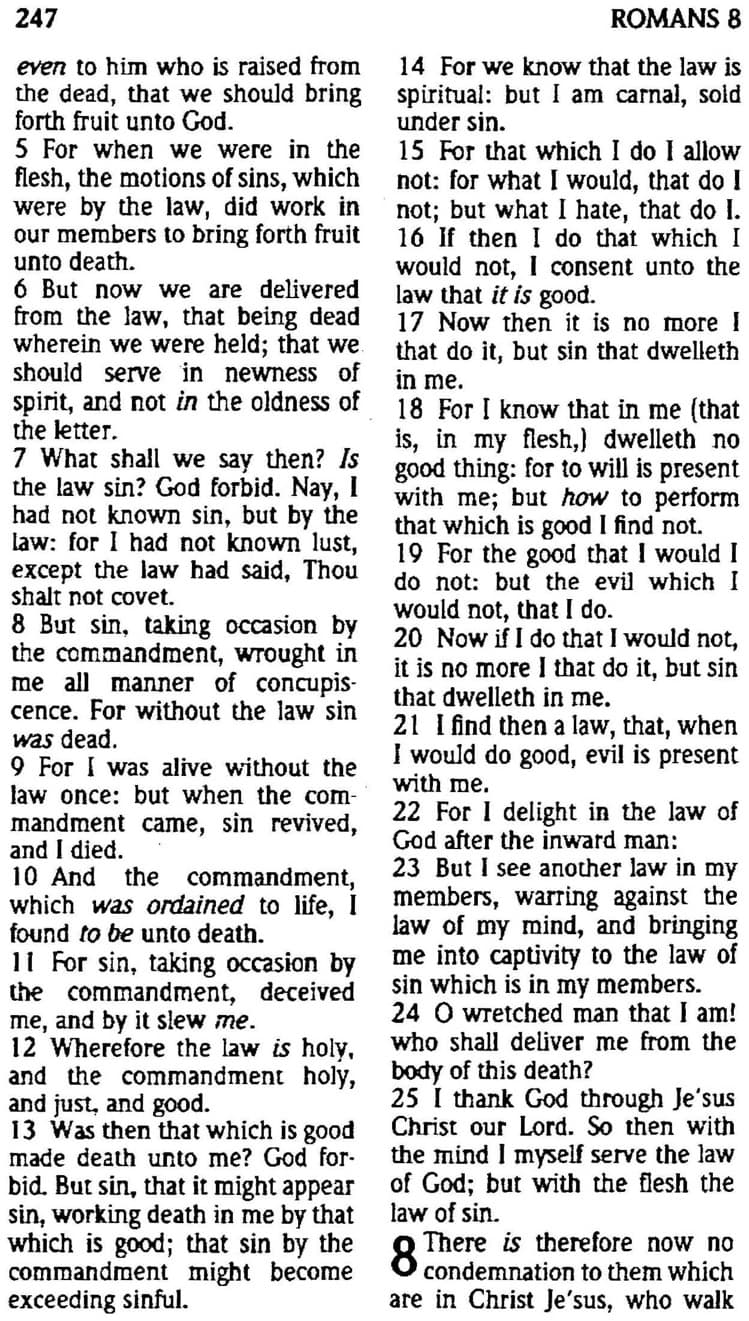 247
ROMANS 8
even to him who is raised from
the dead, that we should bring
forth fruit unto God.
5 For when we were in the
flesh, the motions of sins, which
were by the law, did work in
our members to bring forth fruit
unto death.
6 But now we are delivered
from the law, that being dead
wherein we were held; that we
should serve in newness of
spirit, and not in the oldness of
the letter.
7 What shall we say then? Is
the law sin? God forbid. Nay, I
had not known sin, but by the
law: for I had not known lust,
except the law had said, Thou
shalt not covet.
8 But sin, taking occasion by
the commandment, wrought in
me all manner of concupis-
cence. For without the law sin
was dead.
9 For I was alive without the
law once: but when the com-
mandment came, sin revived,
and I died.
10 And the commandment,
which was ordained to life, I
found to be unto death.
11 For sin, taking occasion by
the commandment, deceived
me, and by it slew me.
12 Wherefore the law is holy,
and the commandment holy,
and just, and good.
13 Was then that which is good
made death unto me? God for-
bid. But sin, that it might appear
sin, working death in me by that
which is good; that sin by the
commandment might become
exceeding sinful.
14 For we know that the law is
spiritual: but I am carnal, sold
under sin.
15 For that which I do I allow
not: for what I would, that do I
not; but what I hate, that do I.
16 If then I do that which I
would not, I consent unto the
law that it is good.
17 Now then it is no more I
that do it, but sin that dwelleth
in me.
18 For I know that in me (that
is, in my flesh,) dwelleth no
good thing: for to will is present
with me; but how to perform
that which is good I find not.
19 For the good that I would I
do not: but the evil which I
would not, that I do.
20 Now if I do that I would not,
it is no more I that do it, but sin
that dwelleth in me.
21 I find then a law, that, when
I would do good, evil is present
with me.
22 For I delight in the law of
God after the inward man:
23 But I see another law in my
members, warring against the
law of my mind, and bringing
me into captivity to the law of
sin which is in my members.
24 O wretched man that I am!
who shall deliver me from the
body of this death?
25 I thank God through Je'sus
Christ our Lord. So then with
the mind I myself serve the law
of God; but with the flesh the
law of sin.
8 There is therefore now no
condemnation to them which
are in Christ Je'sus, who walk